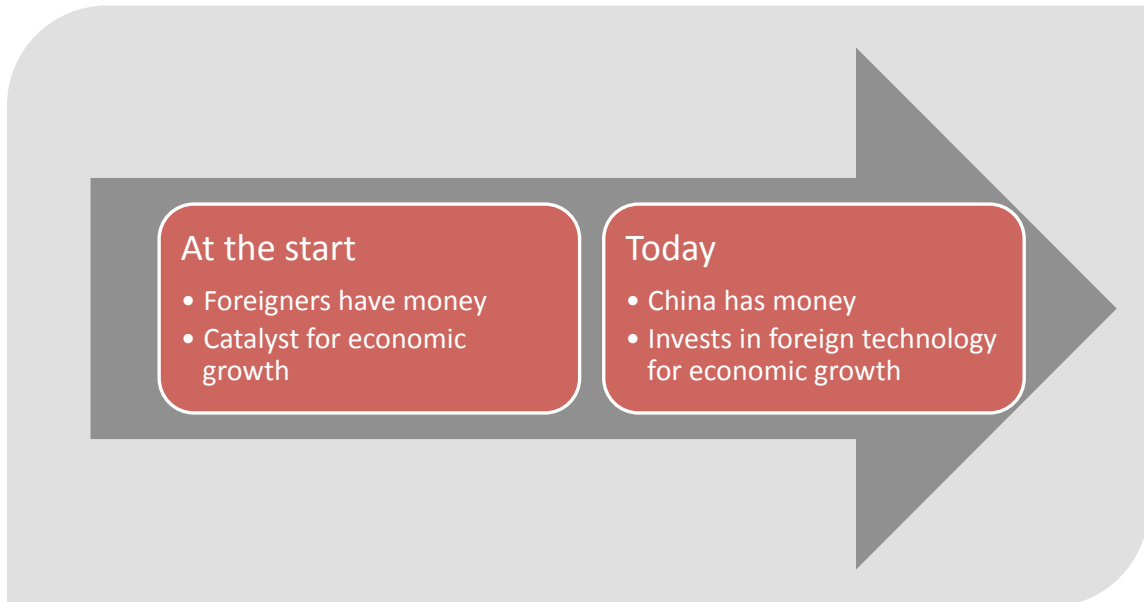 At the start
• Foreigners have money
• Catalyst for economic
growth
Today
• China has money
• Invests in foreign technology
for economic growth